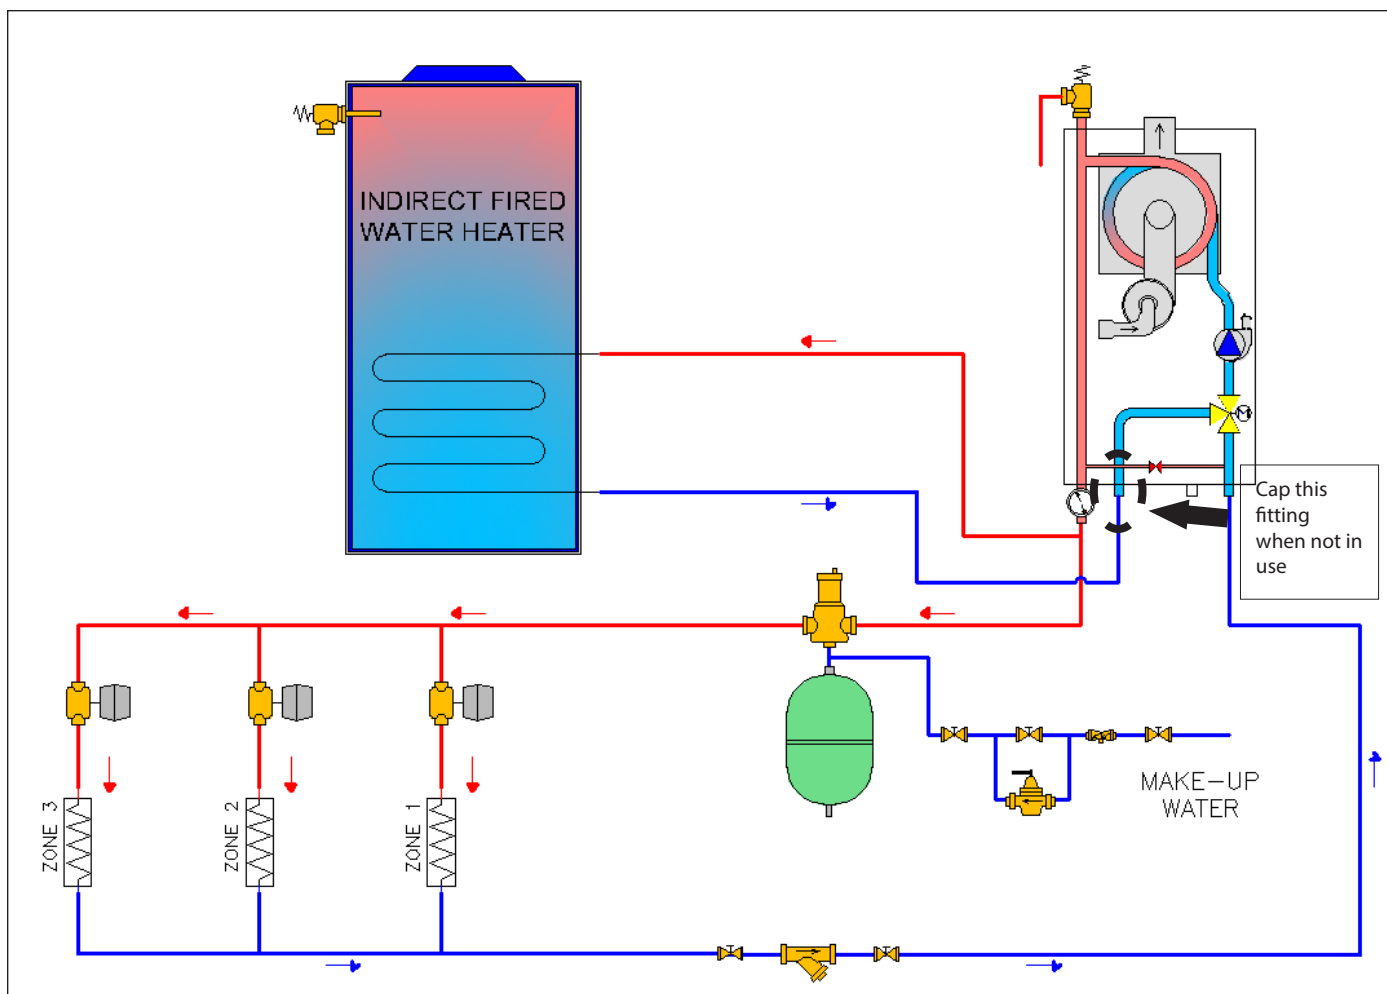 INDIRECT FIRED
WATER HEATER
M
Cap this
fitting
when not in
use
MAKE-UP
WATER
ZONE 3
ZONE 2
ZONE 1